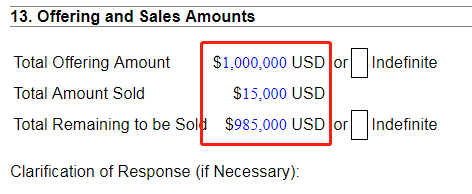 13. Offering and Sales Amounts
Total Offering Amount $1,000,000 USD or Indefinite
Total Amount Sold $15,000 USD
Total Remaining to be Sold $985,000 USD or Indefinite
Clarification of Response (if Necessary):